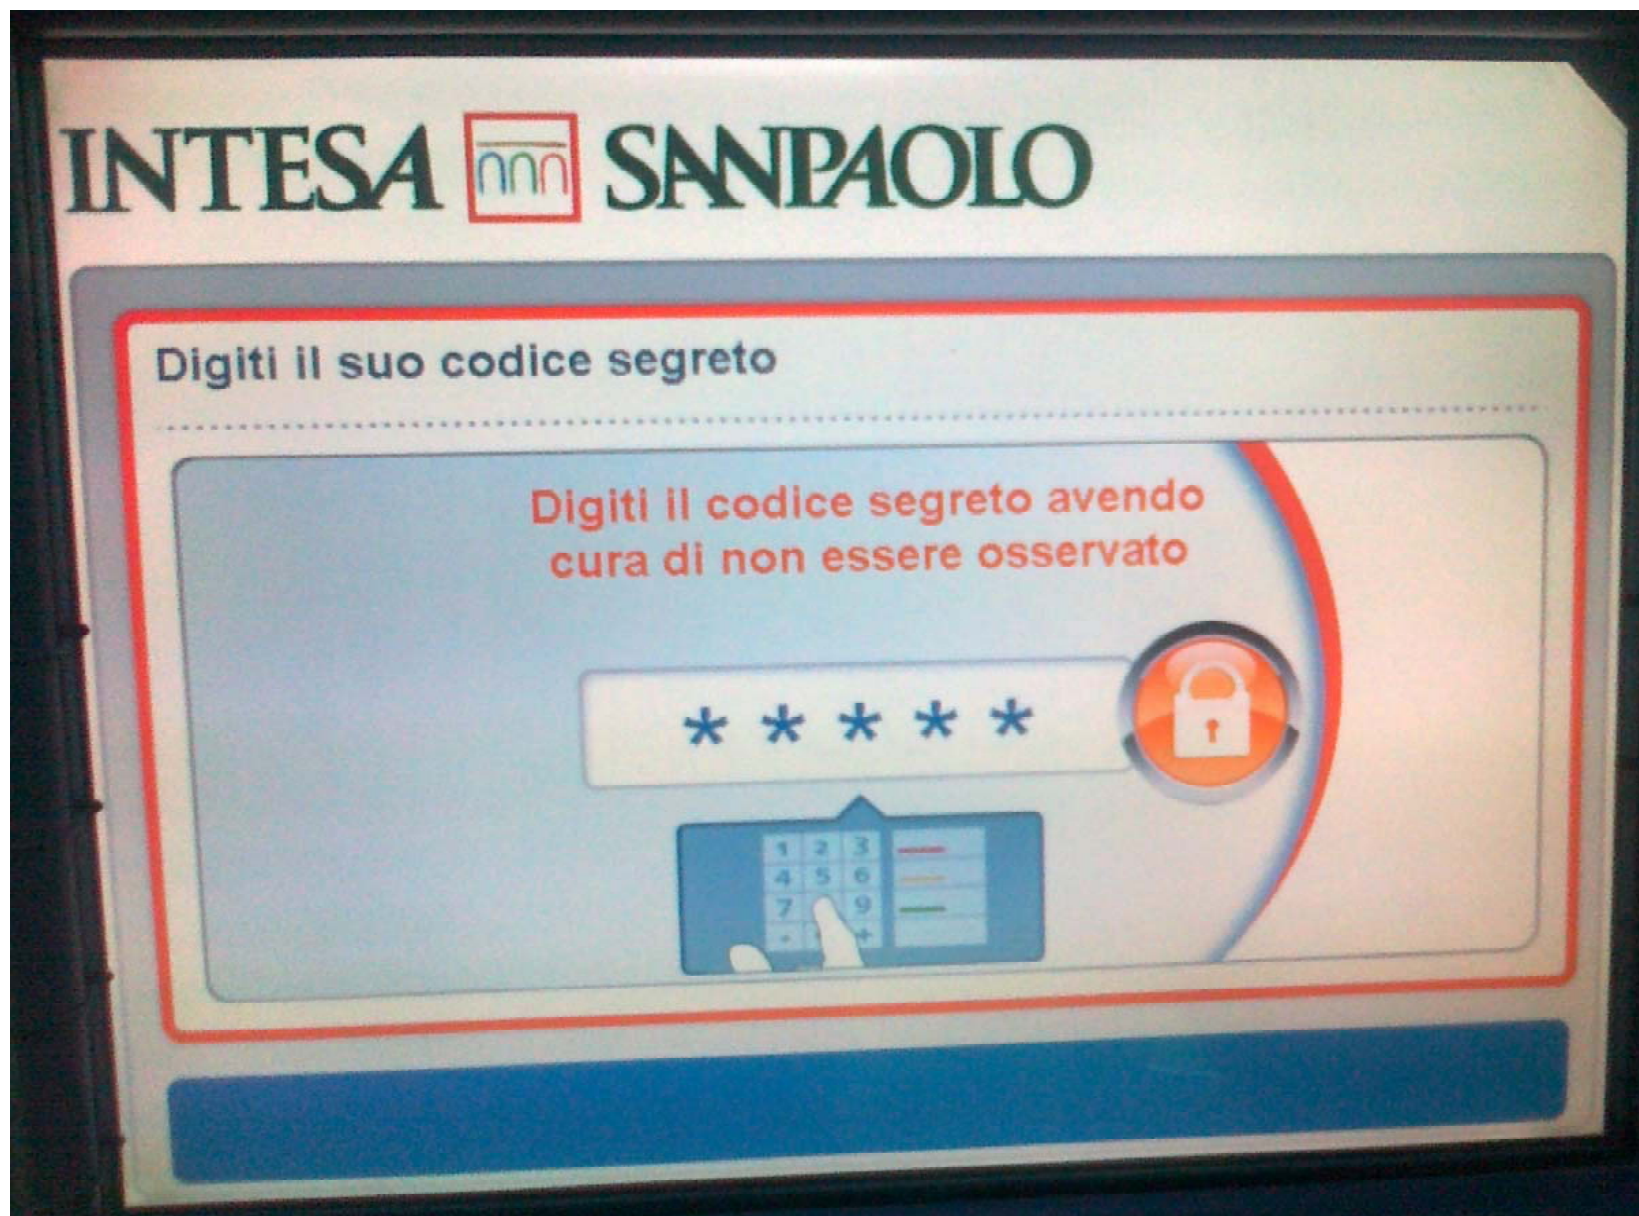 INTESA SANPAOLO
Digiti il suo codice segreto
Digiti il codice segreto avendo
cura di non essere osservato
* * * * *
1 2 3
4 5 6
7 9